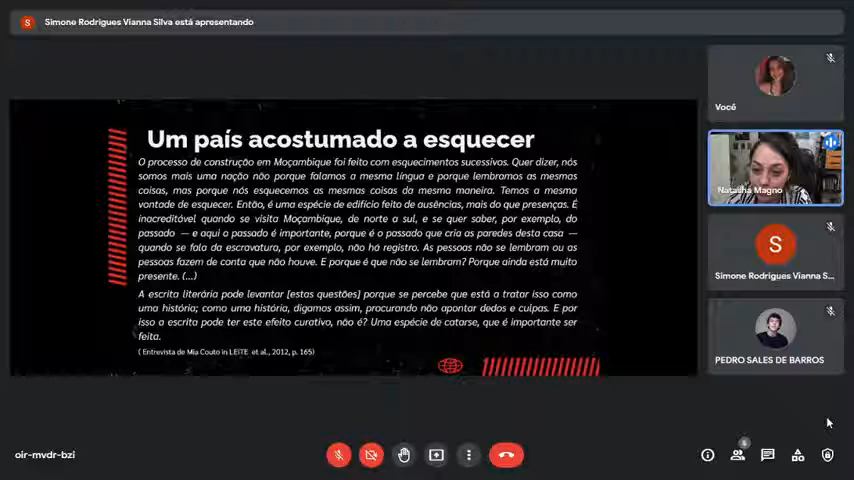 Simone Rodrigues Vianna Silva está apresentando
Um país acostumado a esquecer
O processo de construção em Moçambique foi feito com esquecimentos sucessivos. Quer dizer, nós
somos mais uma nação não porque falamos a mesma língua e porque lembramos as mesmas
coisas, mas porque nós esquecemos as mesmas coisas da mesma maneira. Temos a mesma
vontade de esquecer. Então, é uma espécie de edifício feito de ausências, mais do que presenças. É
inacreditável quando se visita Moçambique, de norte a sul, e se quer saber, por exemplo, do
passado — e aqui o passado é importante, porque é o passado que cria as paredes desta casa —
quando se fala da escravatura, por exemplo, não há registro. As pessoas não se lembram ou as
pessoas fazem de conta que não houve. E porque é que não se lembram? Porque ainda está muito
presente. (...)
A escrita literária pode levantar [estas questões] porque se percebe que está a tratar isso como
uma história; como uma história, digamos assim, procurando não apontar dedos e culpas. E por
isso a escrita pode ter este efeito curativo, não é? Uma espécie de catarse, que é importante ser
feita.
( Entrevista de Mia Couto in LEITE et al., 2012, p. 165)
Você
Natasha Magno
S
Simone Rodrigues Vianna S...
PEDRO SALES DE BARROS
oir-mvdr-bzi